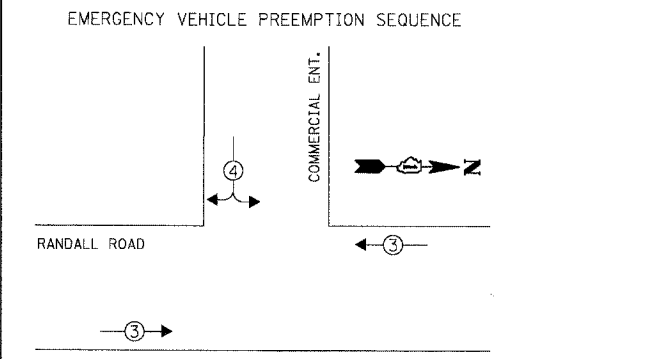 EMERGENCY VEHICLE PREEMPTION SEQUENCE
COMMERCIAL ENT.
4
N
RANDALL ROAD
3
3